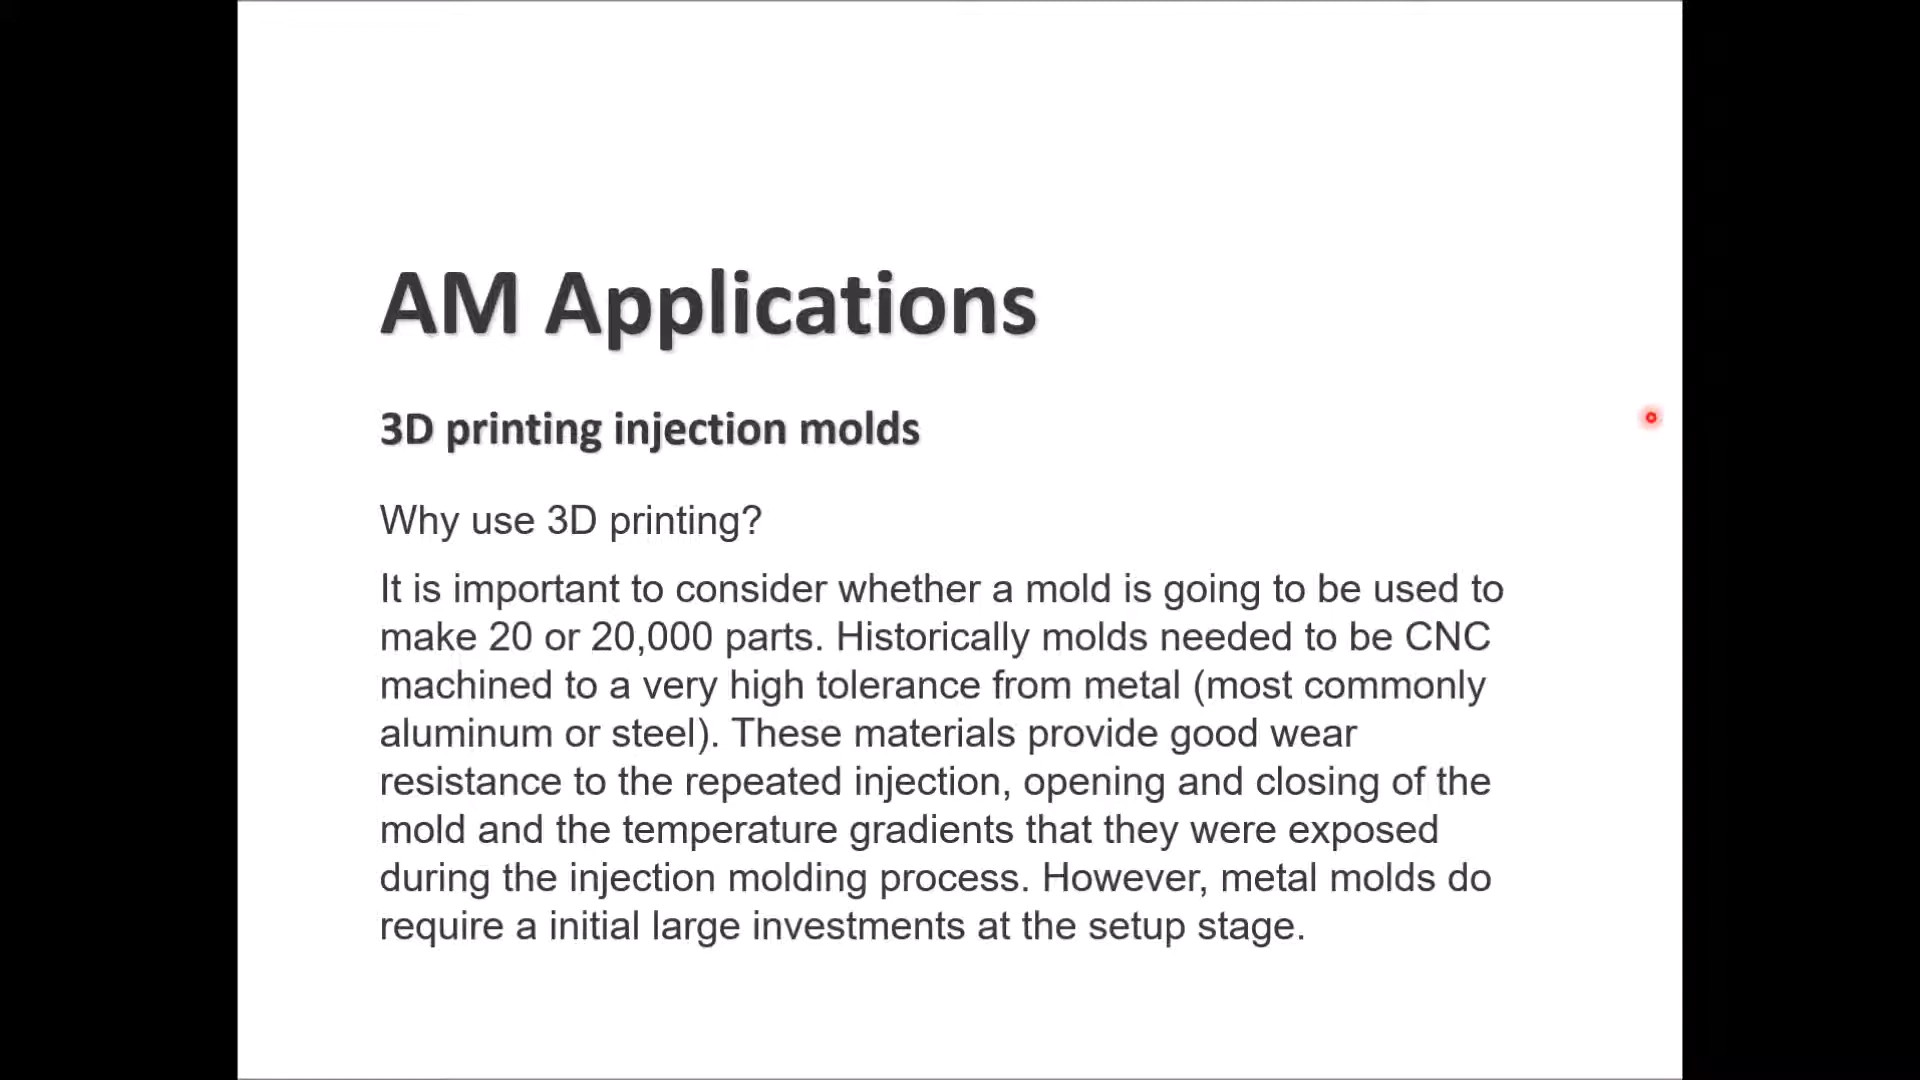 AM Applications
3D printing injection molds
Why use 3D printing?
It is important to consider whether a mold is going to be used to
make 20 or 20,000 parts. Historically molds needed to be CNC
machined to a very high tolerance from metal (most commonly
aluminum or steel). These materials provide good wear
resistance to the repeated injection, opening and closing of the
mold and the temperature gradients that they were exposed
during the injection molding process. However, metal molds do
require a initial large investments at the setup stage.